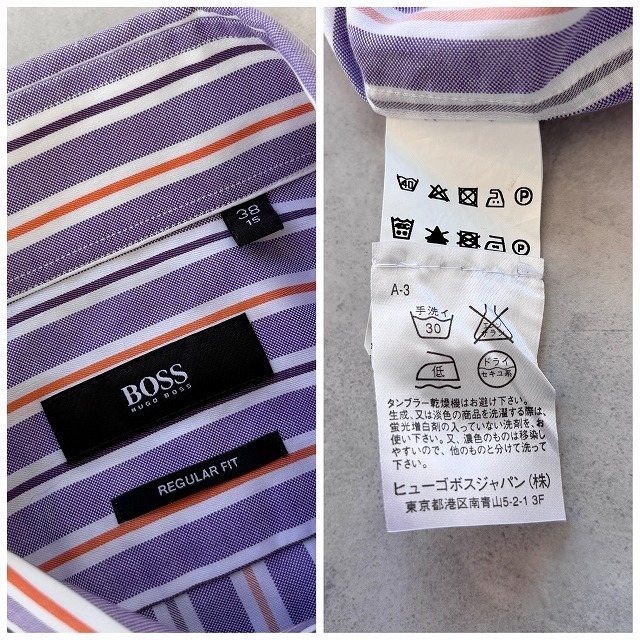 38
15
BOSS
HUGO BOSS
REGULAR FIT
40
P
P
A-3
手洗イ
30
エンソ
サラシ
低
ドライ
セキユ系
タンブラー乾燥機はお避け下さい。
生成、又は淡色の商品を洗濯する際は、
蛍光増白剤の入っていない洗剤を、お
使い下さい。又、濃色のものは移染し
やすいので、他のものと分けて洗って
下さい。
ヒューゴボスジャパン(株)
東京都港区南青山5-2-1 3F